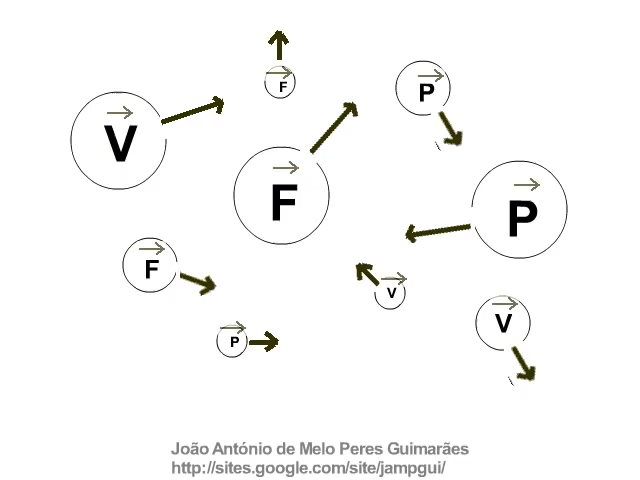 F
P
V
F
P
F
V
V
P
João António de Melo Peres Guimarães
http://sites.google.com/site/jampgui/